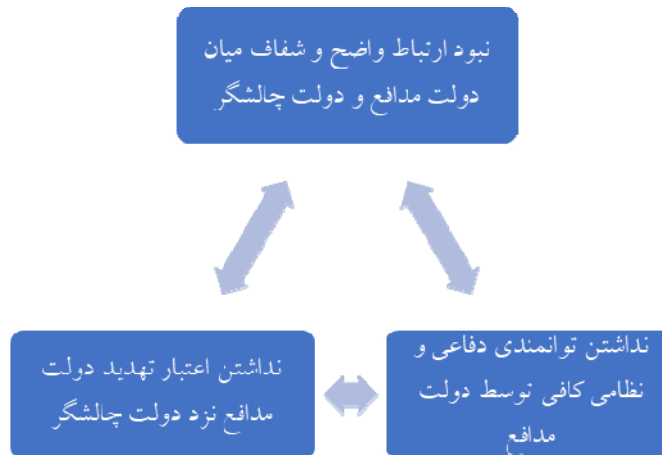 نبود ارتباط واضح و شفاف میان
دولت مدافع و دولت چالشگر
نداشتن توانمندی دفاعی و
نظامی کافی توسط دولت
مدافع
نداشتن اعتبار تهدید دولت
مدافع نزد دولت چالشگر